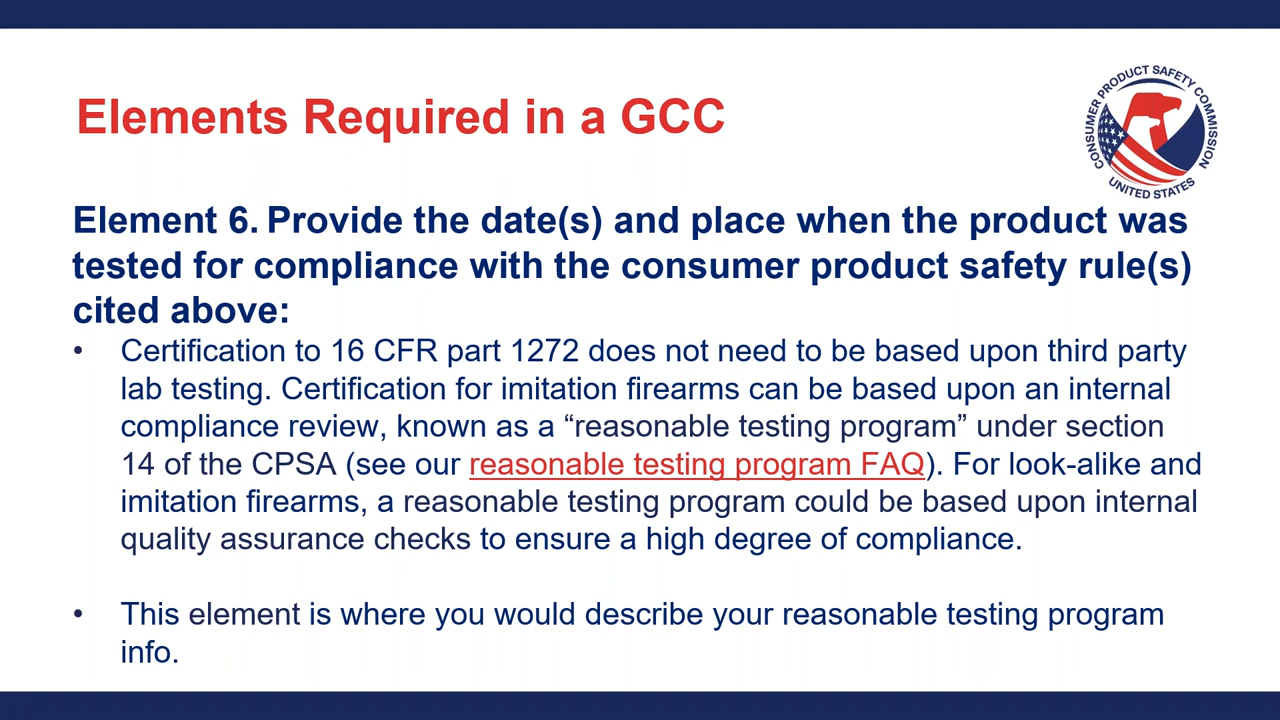 Elements Required in a GCC
CONSUMER PRODUCT SAFETY COMMISSION
UNITED STATES
Element 6. Provide the date(s) and place when the product was
tested for compliance with the consumer product safety rule(s)
cited above:
• Certification to 16 CFR part 1272 does not need to be based upon third party
lab testing. Certification for imitation firearms can be based upon an internal
compliance review, known as a “reasonable testing program” under section
14 of the CPSA (see our reasonable testing program FAQ). For look-alike and
imitation firearms, a reasonable testing program could be based upon internal
quality assurance checks to ensure a high degree of compliance.
• This element is where you would describe your reasonable testing program
info.